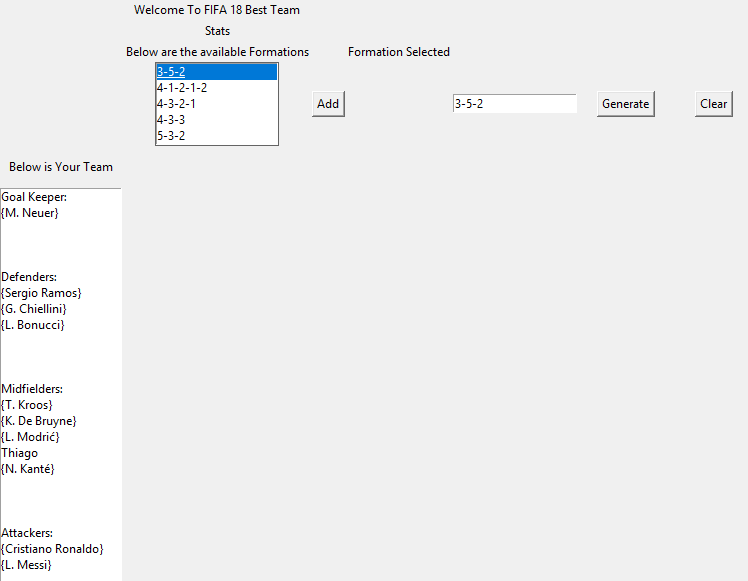 Welcome To FIFA 18 Best Team
Stats
Below are the available Formations
Formation Selected
3-5-2
4-1-2-1-2
4-3-2-1
4-3-3
5-3-2
Add
3-5-2
Generate
Clear
Below is Your Team
Goal Keeper:
{M. Neuer}
Defenders:
{Sergio Ramos}
{G. Chiellini}
{L. Bonucci}
Midfielders:
{T. Kroos}
{K. De Bruyne}
{L. Modrić}
Thiago
{N. Kanté}
Attackers:
{Cristiano Ronaldo}
{L. Messi}